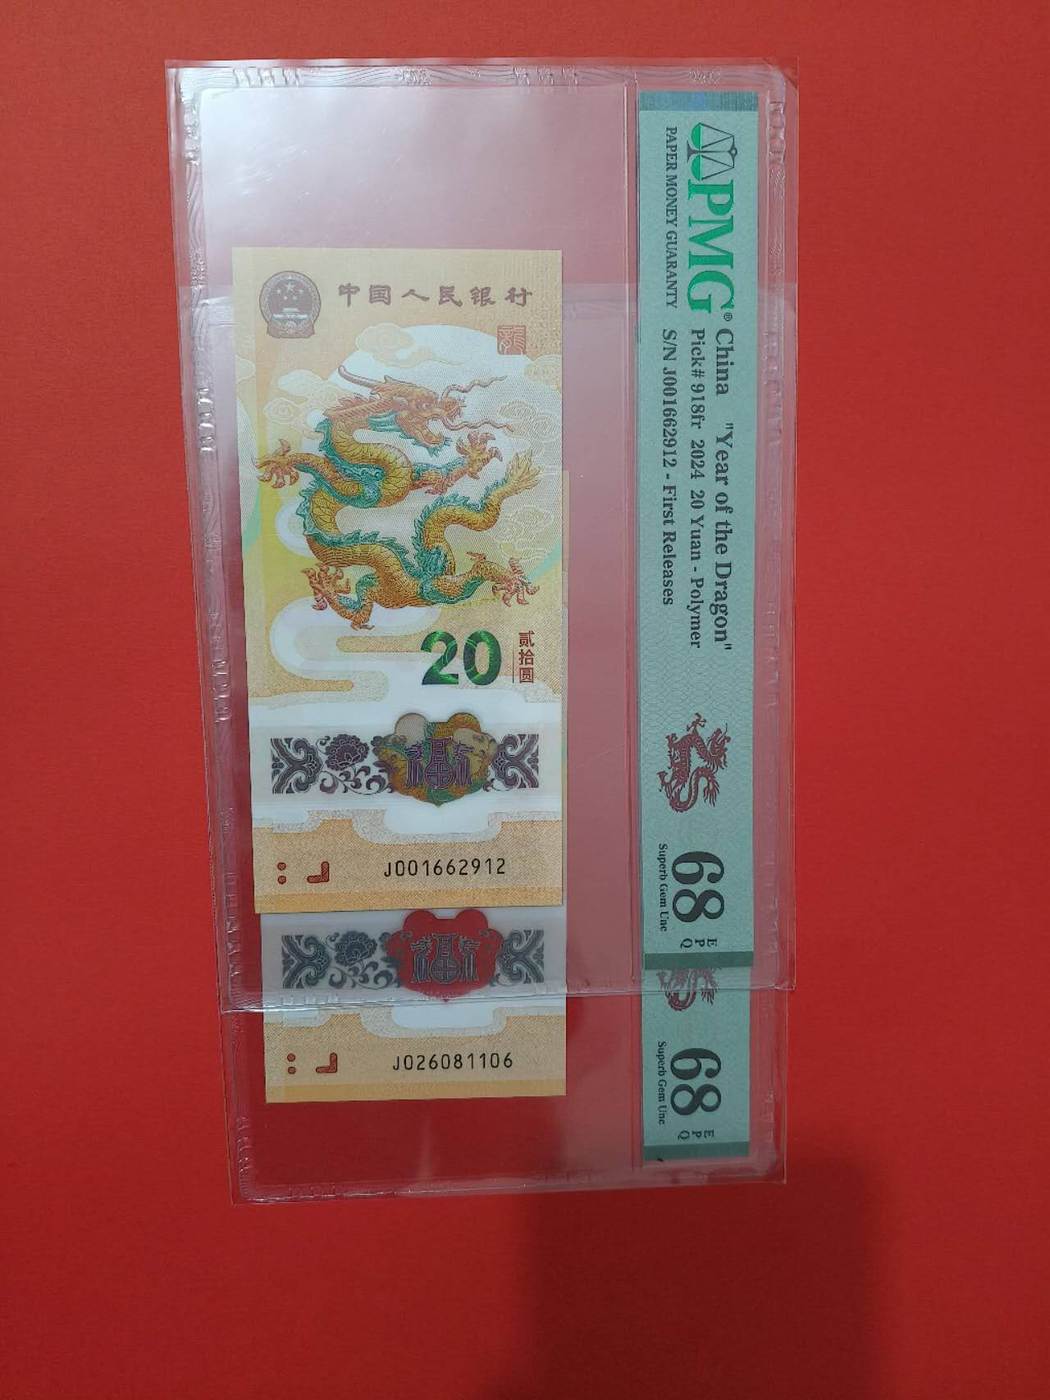 中国人民银行
龍
20
贰拾圆
J001662912
J026081106
PMG®
PAPER MONEY GUARANTY
China "Year of the Dragon"
Pick# 918fr 2024 20 Yuan - Polymer
S/N J001662912 - First Releases
68 EPQ
Superb Gem Unc
68 EPQ
Superb Gem Unc